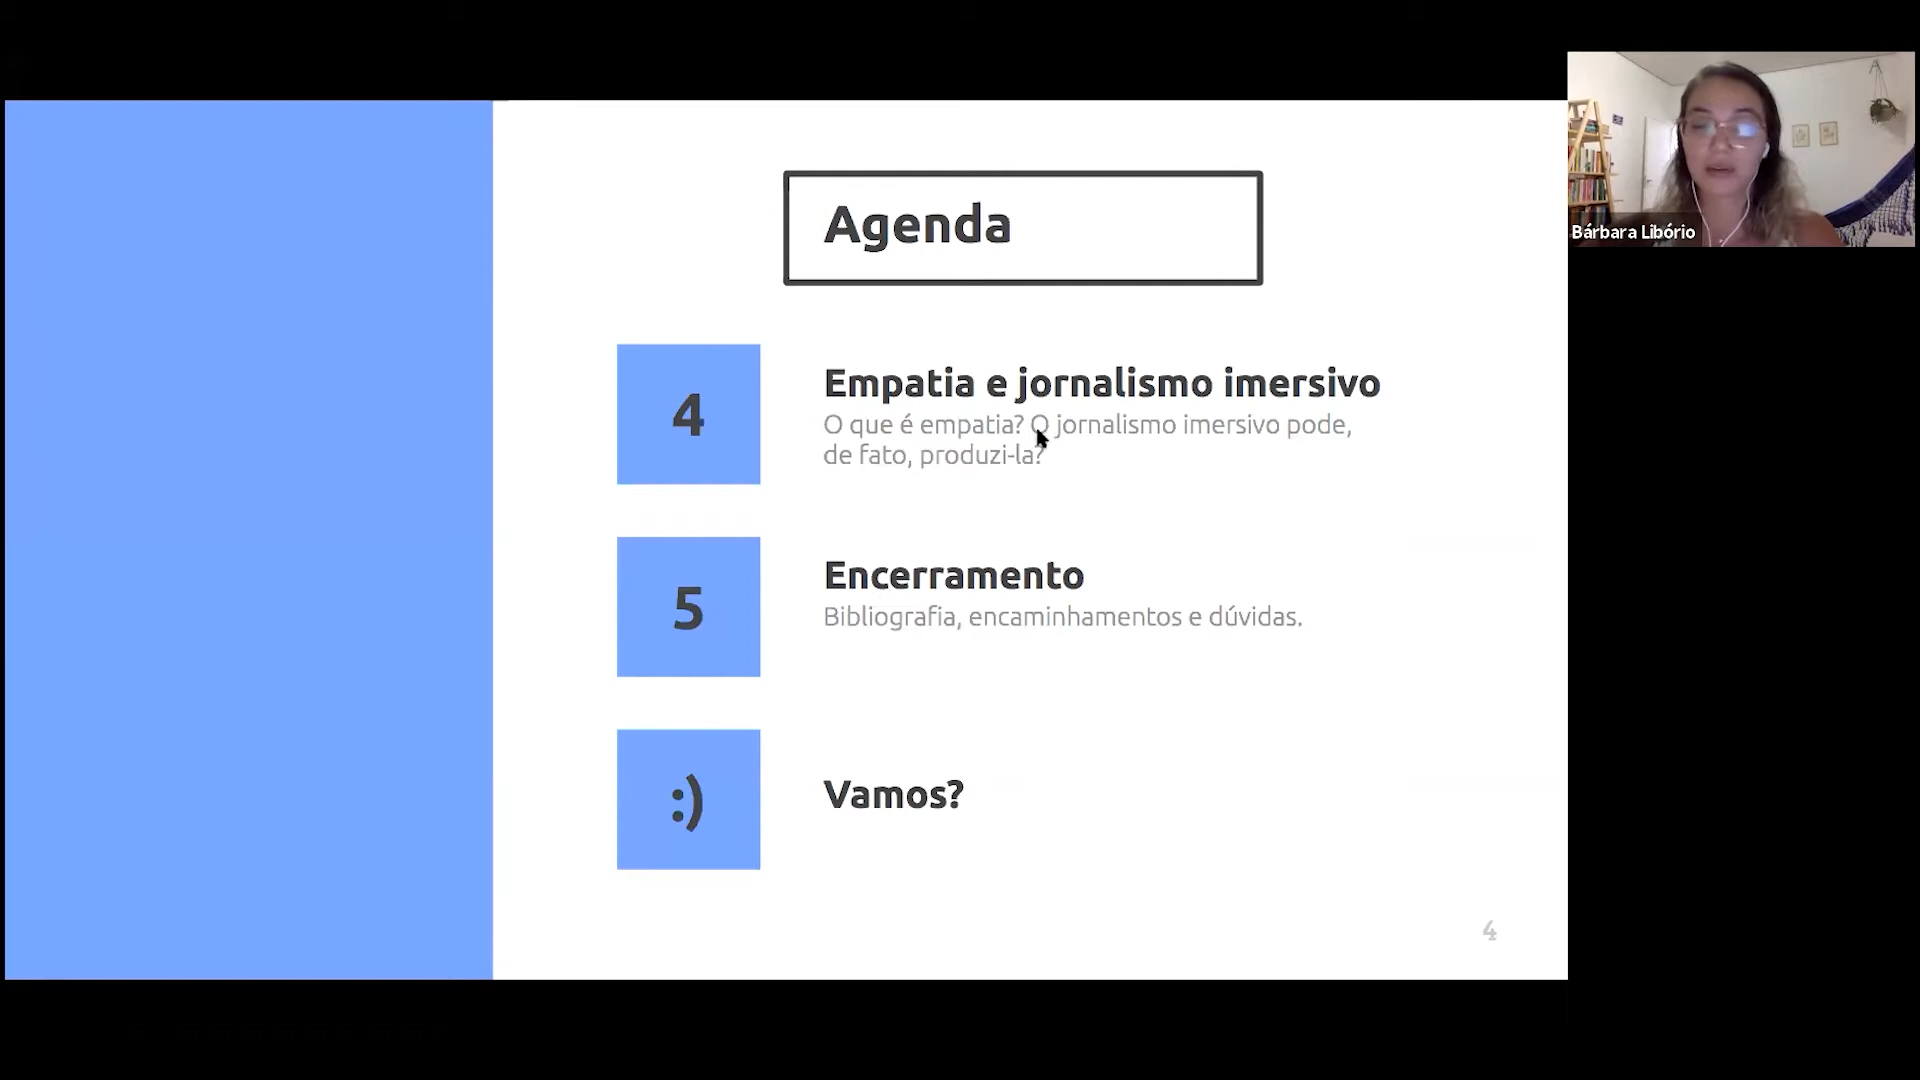 Agenda
4
Empatia e jornalismo imersivo
O que é empatia? O jornalismo imersivo pode,
de fato, produzi-la?
5
Encerramento
Bibliografia, encaminhamentos e dúvidas.
:)
Vamos?
4
Bárbara Libório